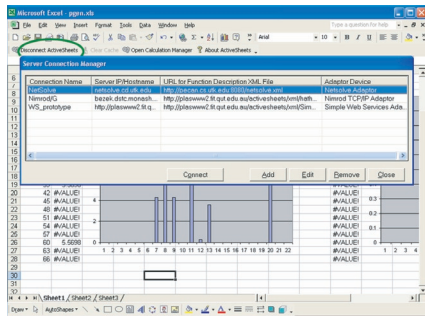 Microsoft Excel - pgno.xls
File Edit View Insert Format Tools Data Window Help Type a question for help
Arial 10 B I U
Disconnect ActiveSheets Clear Cache Open Calculation Manager About ActiveSheets
Server Connection Manager
Connection Name Server IP/Hostname URL for Function Description XML File Adaptor Device
NetSolve netsolve.cd.utk.edu http://pecan.cs.utk.edu:8080/netsolve.xml Netsolve Adaptor
Nimrod/G bezek.dstc.monash... http://plaswww2.fit.qut.edu.au/activesheets/xml/nath... Nimrod TCP/IP Adaptor
WS_prototype http://plaswww2.fit.q... http://plaswww2.fit.qut.edu.au/activesheets/xml/Sim... Simple Web Services Ada...
Connect Add Edit Remove Close
6
7
8
9
10
11
12
13
14
15
16
17
18
19 #VALUE!
20 42 #VALUE! #VALUE!
21 45 #VALUE! 4 #VALUE! 0.3
22 48 #VALUE! #VALUE!
23 51 #VALUE! #VALUE! 0.2
24 54 #VALUE! 2 #VALUE!
25 57 #VALUE! #VALUE! 0.1
26 60 5.5698 0 #VALUE! 0
27 63 #VALUE! 1 2 3 4 5 6 7 8 9 10 11 12 13 14 15 16 17 18 19 20 21 22 #VALUE! 1 2 3 4
28 66 #VALUE! #VALUE!
29
30
31
Sheet1 Sheet2 Sheet3
Draw AutoShapes